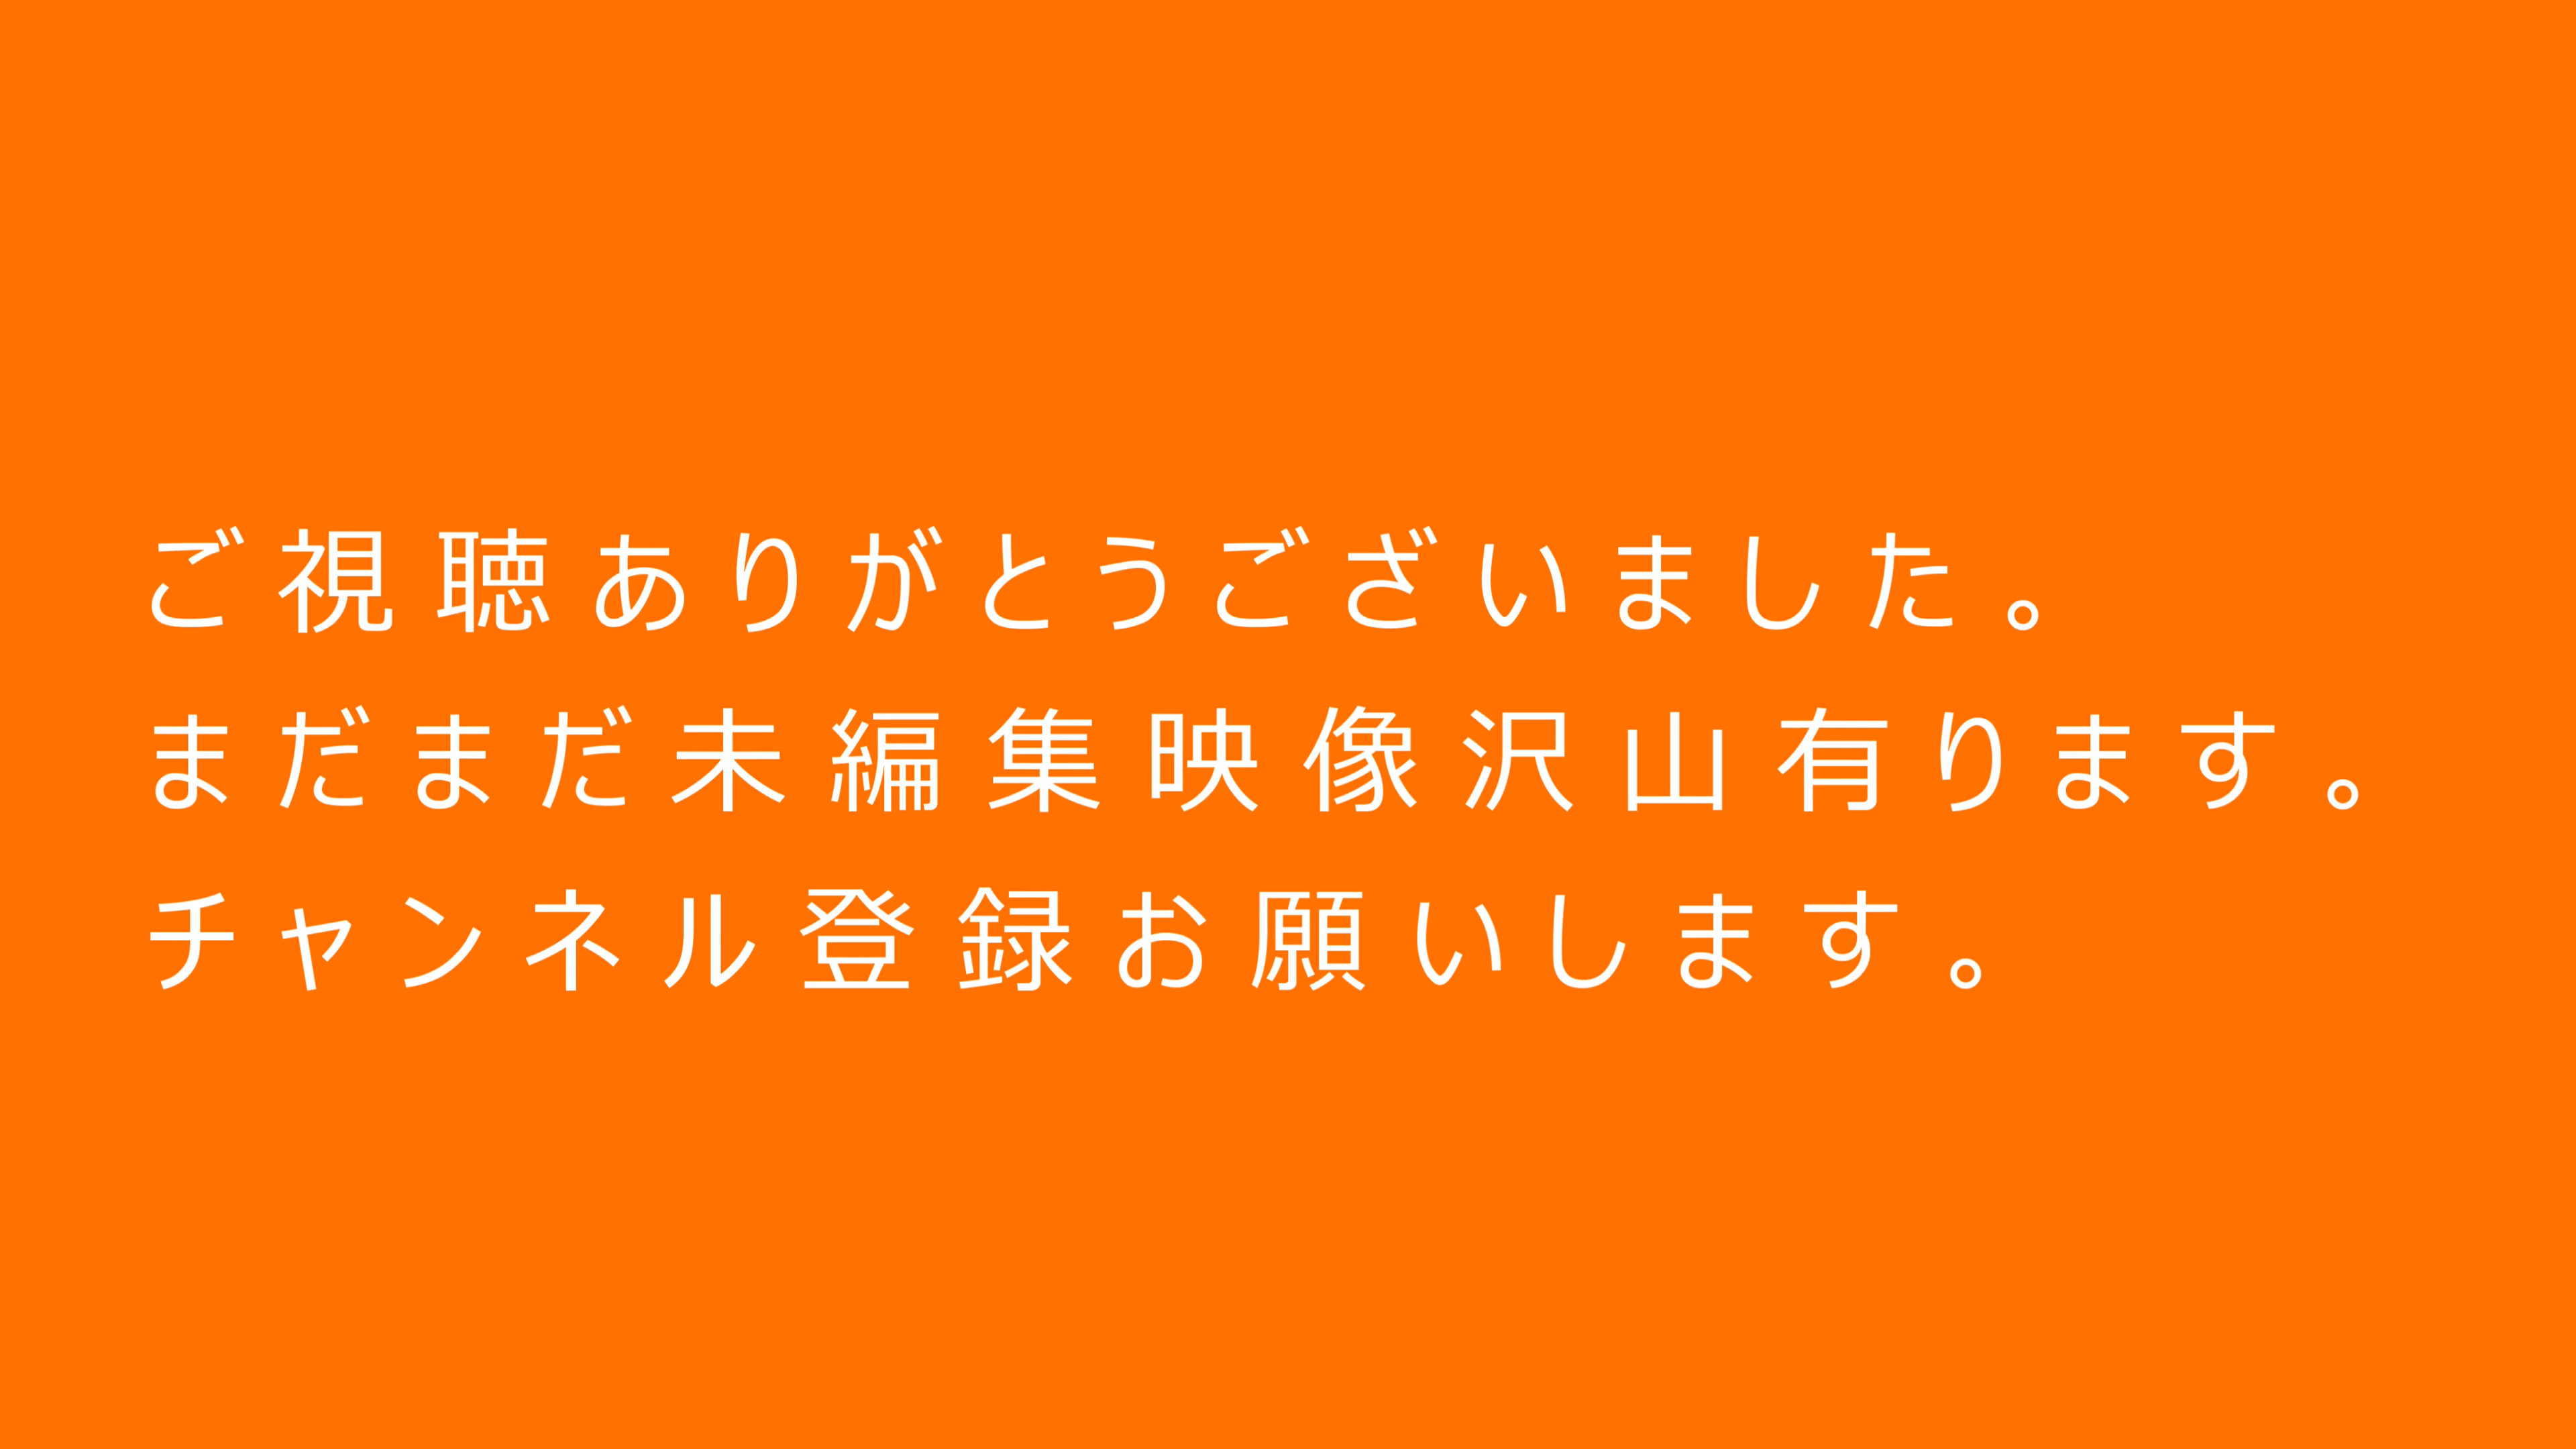 ご視聴ありがとうございました。
まだまだ未編集映像沢山有ります。
チャンネル登録お願いします。